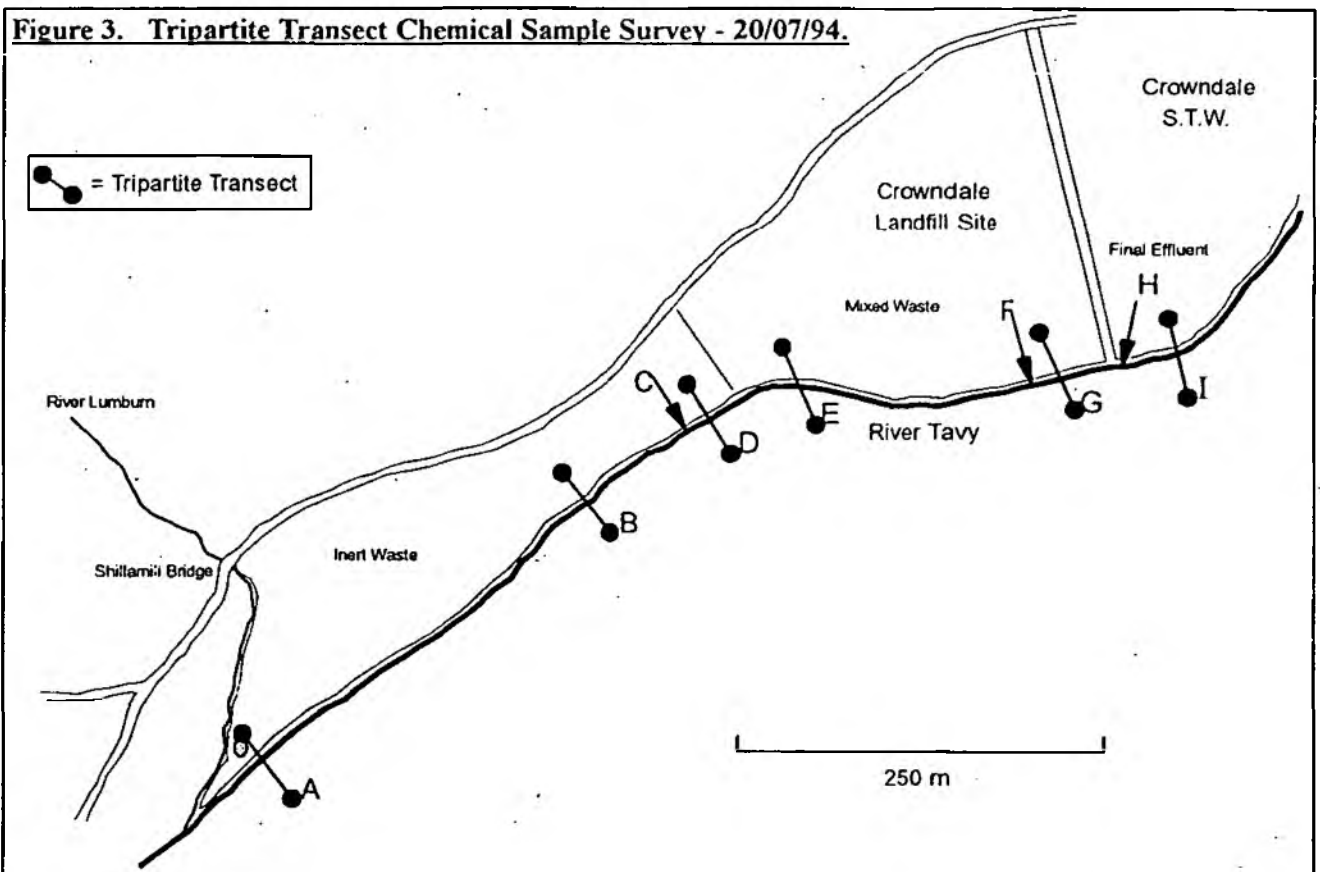 Figure 3. Tripartite Transect Chemical Sample Survey - 20/07/94.
Crowndale
S.T.W.
= Tripartite Transect
Crowndale
Landfill Site
Final Effluent
H
Mixed Waste
F
C
River Lumburn
I
G
E
River Tavy
D
B
Inert Waste
Shillamill Bridge
250 m
A